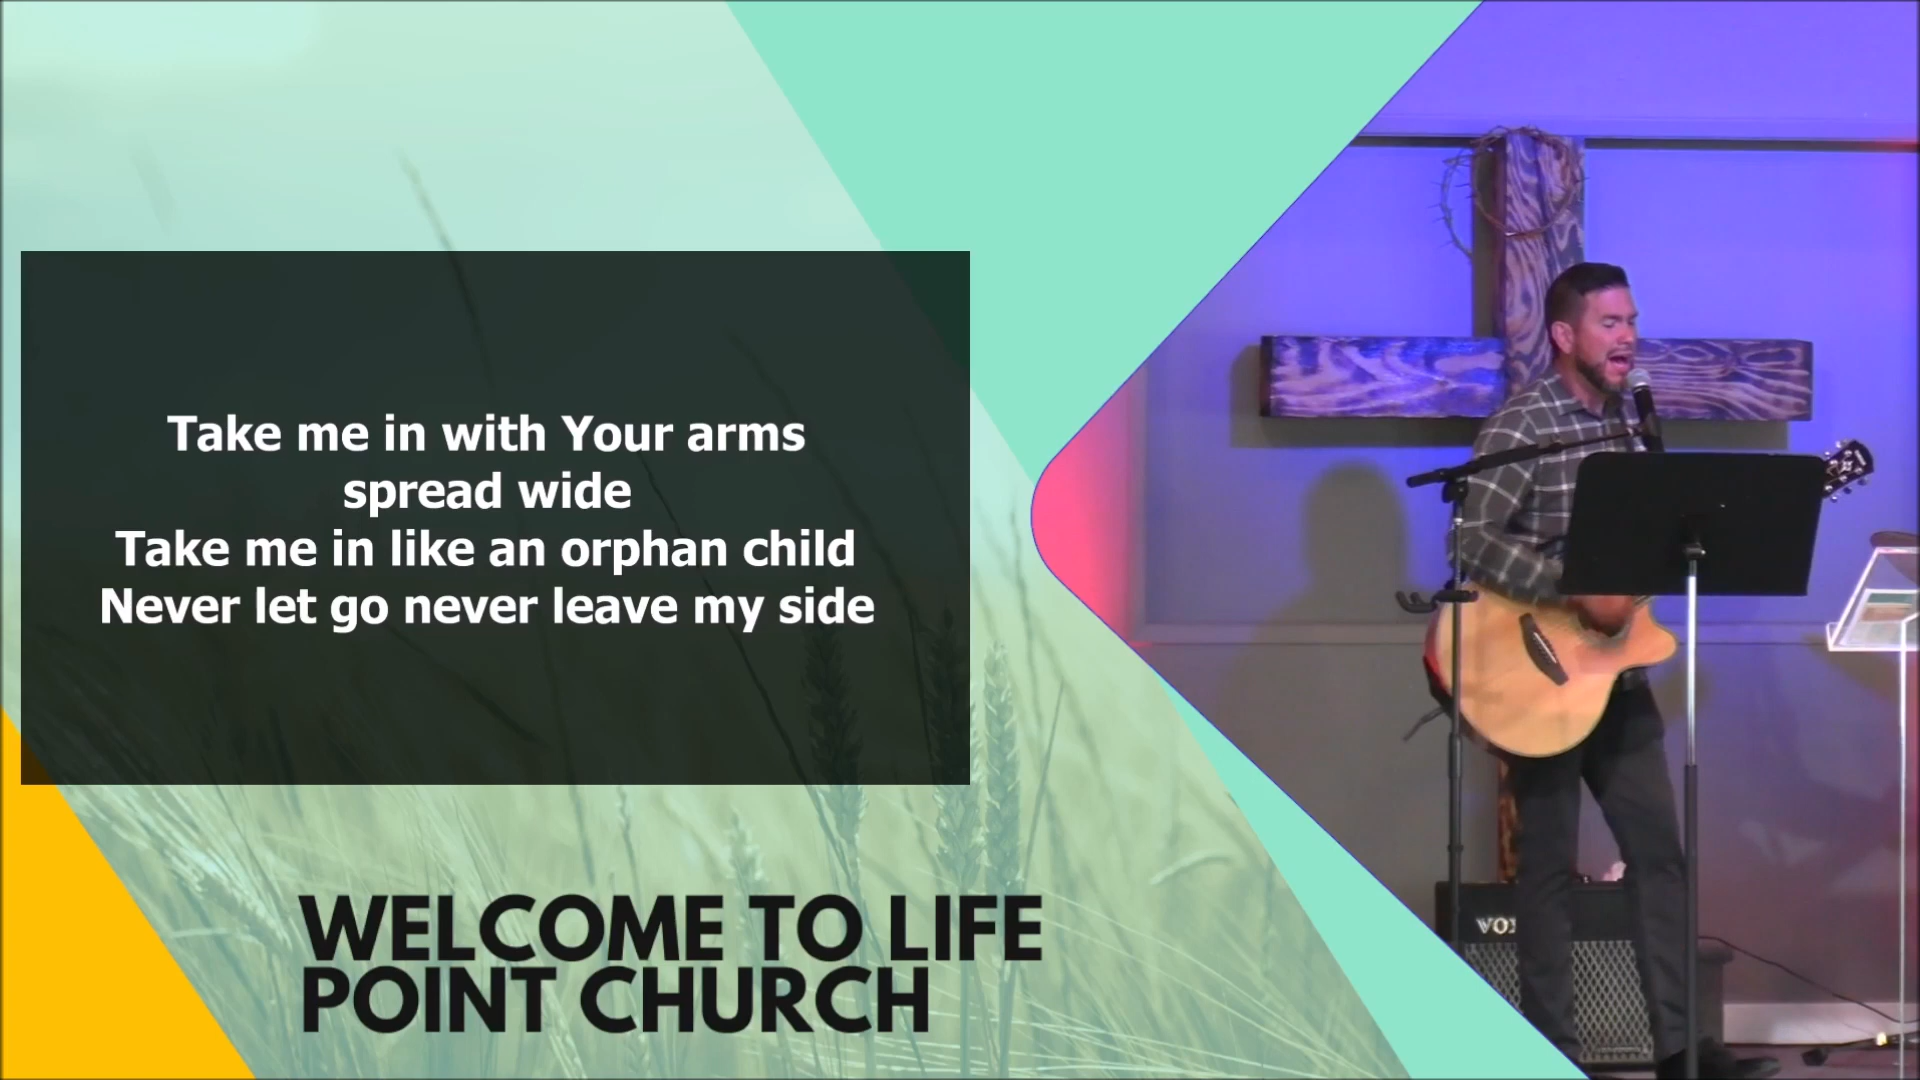 Take me in with Your arms
spread wide
Take me in like an orphan child
Never let go never leave my side
WELCOME TO LIFE
POINT CHURCH
VOX